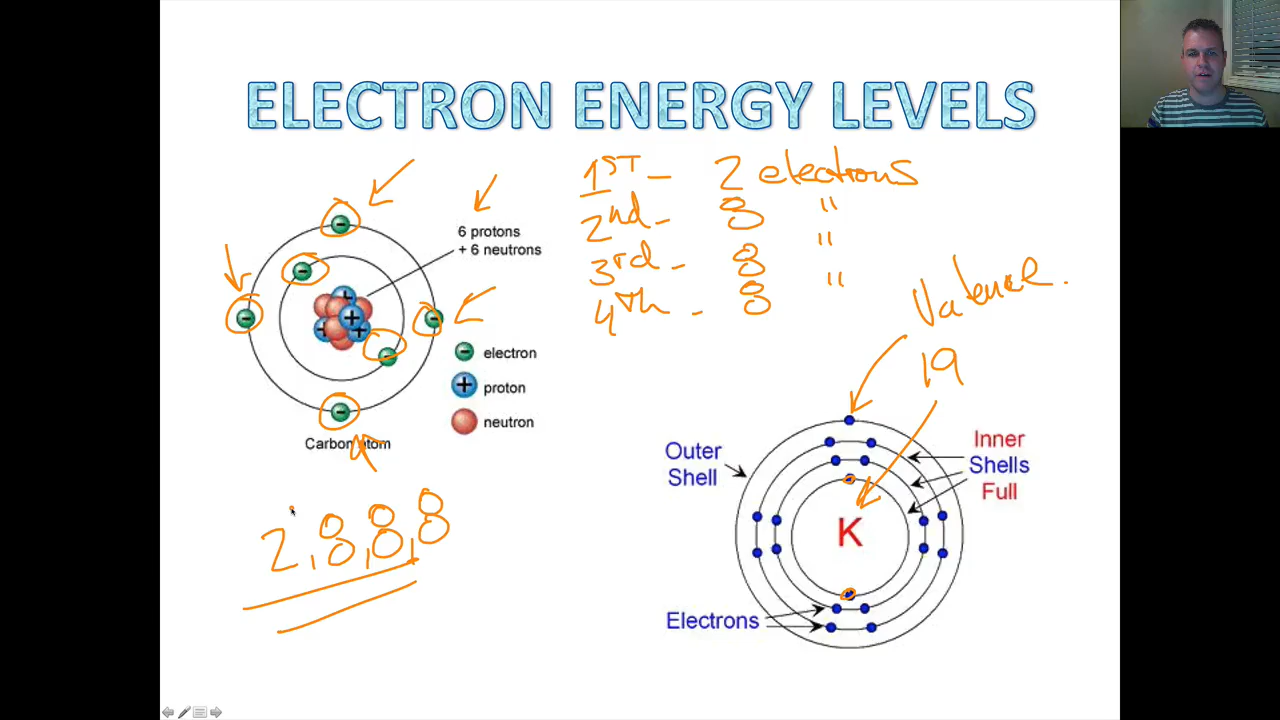 ELECTRON ENERGY LEVELS
1ST - 2 electrons
2nd - 8 "
3rd - 8 "
4th - 8 "
Valence.
19
6 protons
+ 6 neutrons
- electron
+ proton
neutron
Carbon atom
2, 8, 8, 8
Outer
Shell
Inner
Shells
Full
K
Electrons